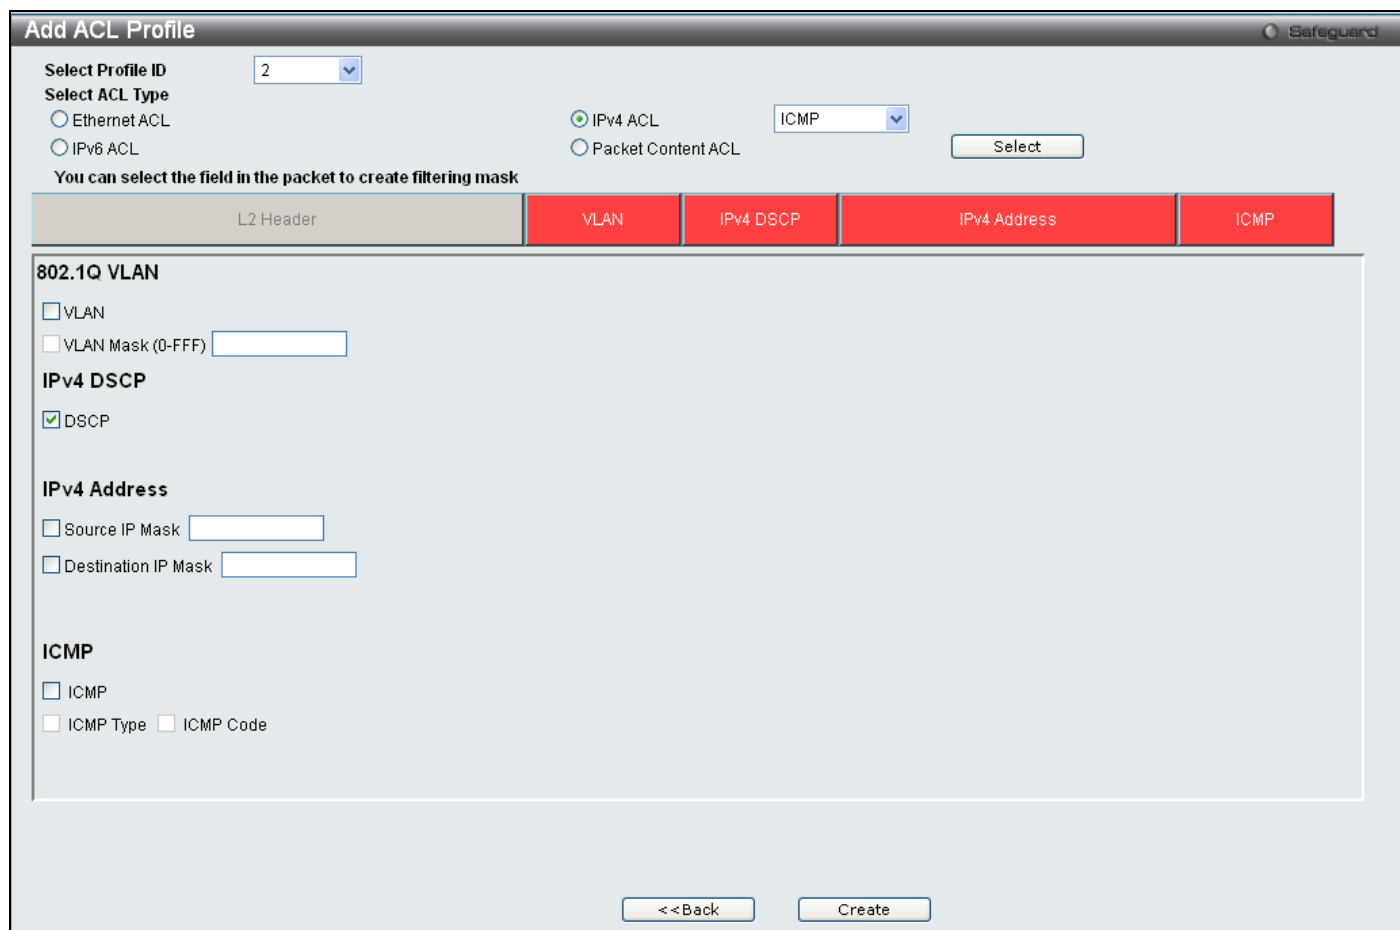 Add ACL Profile
Safeguard
Select Profile ID 2
Select ACL Type
Ethernet ACL
IPv4 ACL ICMP
IPv6 ACL
Packet Content ACL
Select
You can select the field in the packet to create filtering mask
L2 Header VLAN IPv4 DSCP IPv4 Address ICMP
802.1Q VLAN
VLAN
VLAN Mask (0-FFF)
IPv4 DSCP
DSCP
IPv4 Address
Source IP Mask
Destination IP Mask
ICMP
ICMP
ICMP Type ICMP Code
<<Back Create